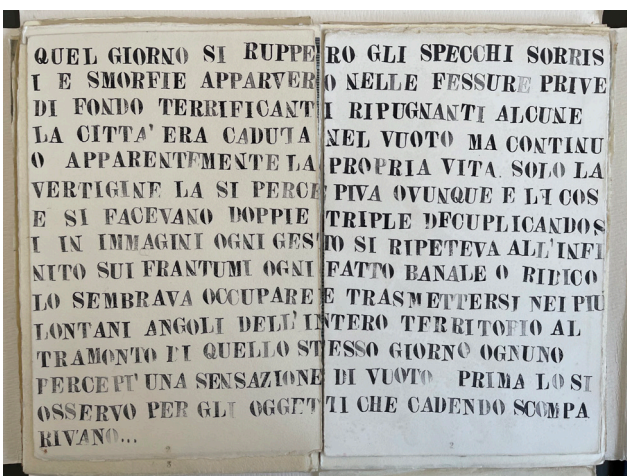 QUEL GIORNO SI RUPPERO GLI SPECCHI SORRIS
I E SMORFIE APPARVERO NELLE FESSURE PRIVE
DI FONDO TERRIFICANTI RIPUGNANTI ALCUNE
LA CITTA' ERA CADUTA NEL VUOTO MA CONTINU
O APPARENTEMENTE LA PROPRIA VITA. SOLO LA
VERTIGINE LA SI PERCEPIVA OVUNQUE E LE COS
E SI FACEVANO DOPPIE TRIPLE DECUPLICANDOS
I IN IMMAGINI OGNI GESTO SI RIPETEVA ALL'INFI
NITO SUI FRANTUMI OGNI FATTO BANALE O RIDICO
LO SEMBRAVA OCCUPARE E TRASMETTERSI NEI PIU
LONTANI ANGOLI DELL'INTERO TERRITORIO AL
TRAMONTO DI QUELLO STESSO GIORNO OGNUNO
PERCEPI' UNA SENSAZIONE DI VUOTO PRIMA LO SI
OSSERVO PER GLI OGGETTI CHE CADENDO SCOMPA
RIVANO...